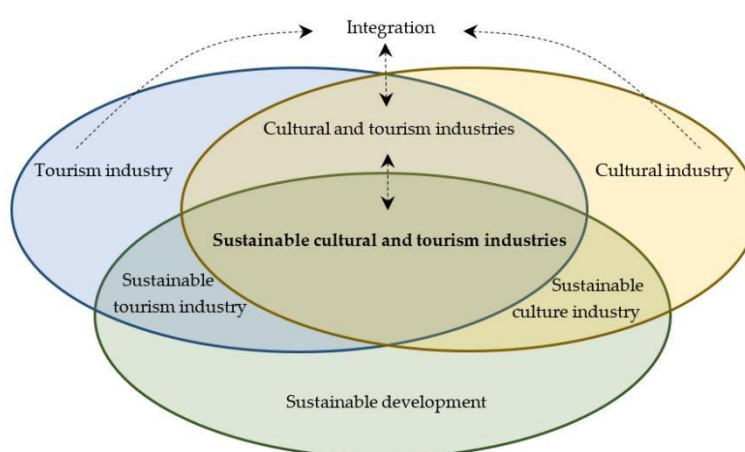 Integration
Cultural and tourism industries
Tourism industry
Cultural industry
Sustainable cultural and tourism industries
Sustainable
tourism industry
Sustainable
culture industry
Sustainable development